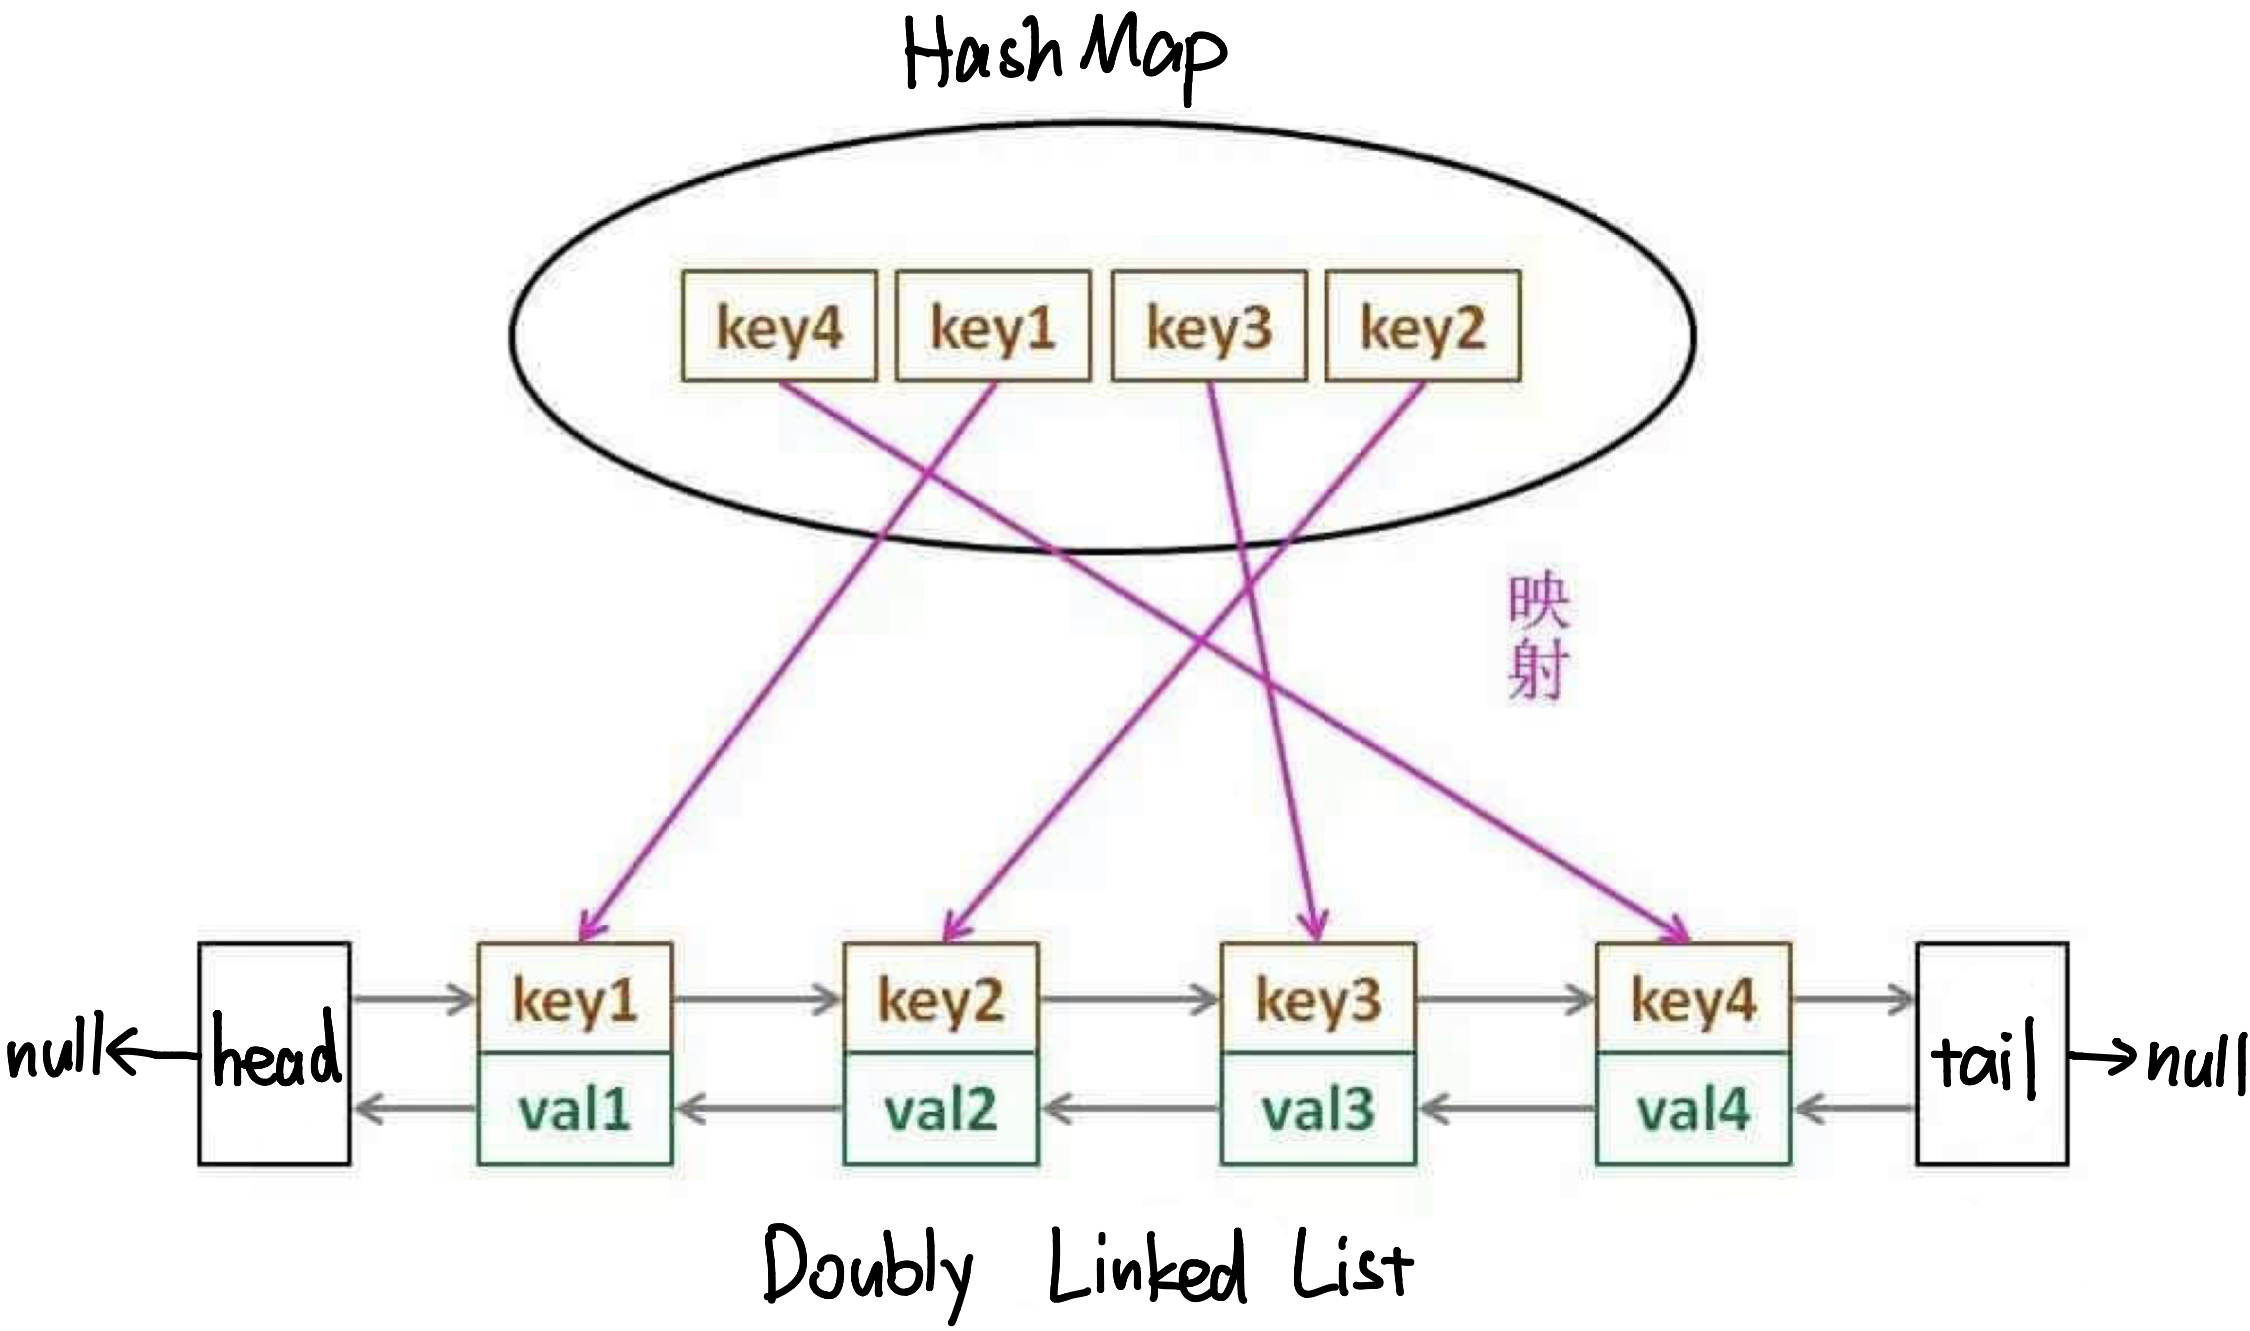 Hash Map
key4 key1 key3 key2
映
射
key1 key2 key3 key4
null head tail null
val1 val2 val3 val4
Doubly Linked List